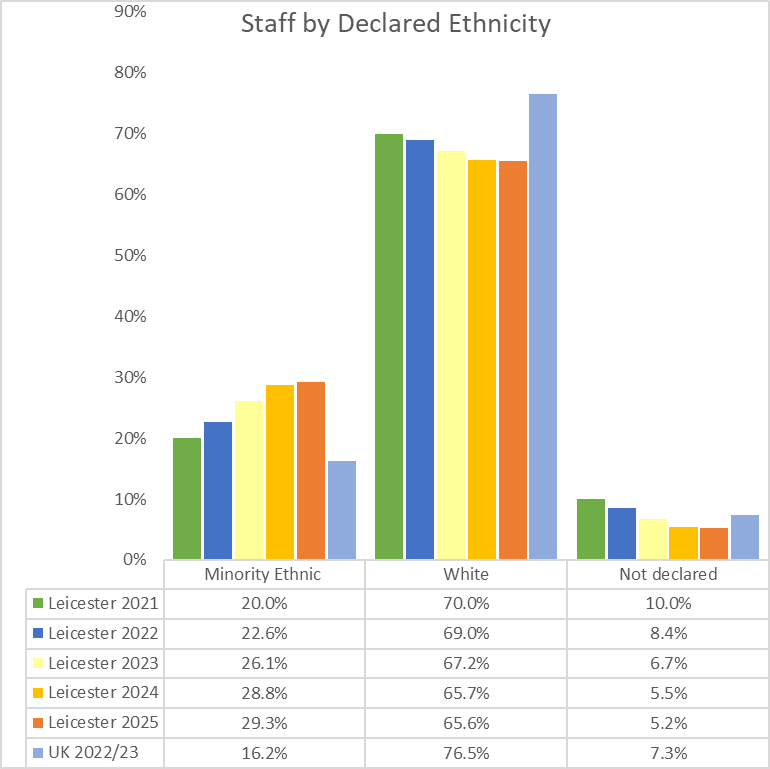 Staff by Declared Ethnicity
90%
80%
70%
60%
50%
40%
30%
20%
10%
0%
Minority Ethnic White Not declared
Leicester 2021 20.0% 70.0% 10.0%
Leicester 2022 22.6% 69.0% 8.4%
Leicester 2023 26.1% 67.2% 6.7%
Leicester 2024 28.8% 65.7% 5.5%
Leicester 2025 29.3% 65.6% 5.2%
UK 2022/23 16.2% 76.5% 7.3%